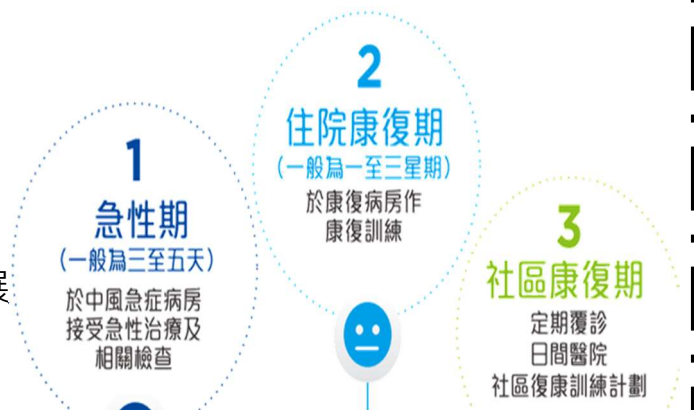 1
急性期
（一般為三至五天）
於中風急症病房
接受急性治療及
相關檢查
2
住院康復期
（一般為一至三星期）
於康復病房作
康復訓練
3
社區康復期
定期覆診
日間醫院
社區復康訓練計劃